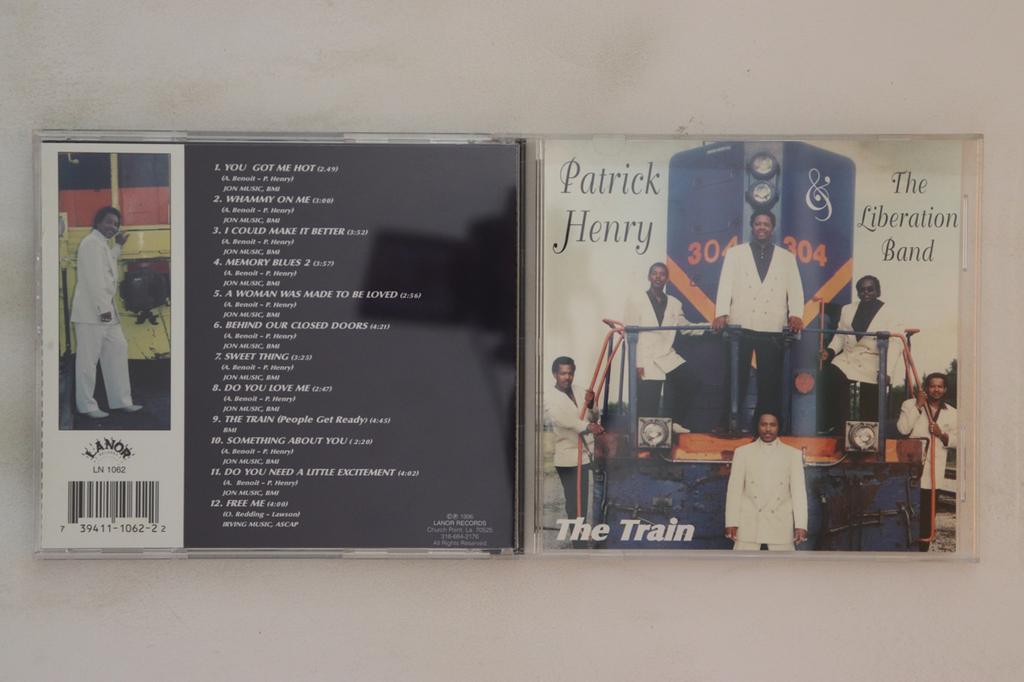 1. YOU GOT ME HOT (2.49)
(A. Benoit - P. Henry)
JON MUSIC, BMI
2. WHAMMY ON ME (3:00)
(A. Benoit - P. Henry)
JON MUSIC, BMI
3. I COULD MAKE IT BETTER (3:52)
(A. Benoit - P. Henry)
JON MUSIC, BMI
4. MEMORY BLUES 2 (3:57)
(A. Benoit - P. Henry)
JON MUSIC, BMI
5. A WOMAN WAS MADE TO BE LOVED (2:56)
(A. Benoit - P. Henry)
JON MUSIC, BMI
6. BEHIND OUR CLOSED DOORS (4:21)
(A. Benoit - P. Henry)
JON MUSIC, BMI
7. SWEET THING (3:25)
(A. Benoit - P. Henry)
JON MUSIC, BMI
8. DO YOU LOVE ME (2:47)
(A. Benoit - P. Henry)
JON MUSIC, BMI
9. THE TRAIN (People Get Ready) (4:45)
BMI
10. SOMETHING ABOUT YOU (2:20)
(A. Benoit - P. Henry)
JON MUSIC, BMI
11. DO YOU NEED A LITTLE EXCITEMENT (4:02)
(A. Benoit - P. Henry)
JON MUSIC, BMI
12. FREE ME (4:00)
(O. Redding - Lawson)
IRVING MUSIC, ASCAP
LANOR
LN 1062
7 39411-1062-2 2
©℗ 1996
LANOR RECORDS
Church Point, La. 70525
318-684-2176
All Rights Reserved
Patrick
Henry
&
The
Liberation
Band
304 304
The Train